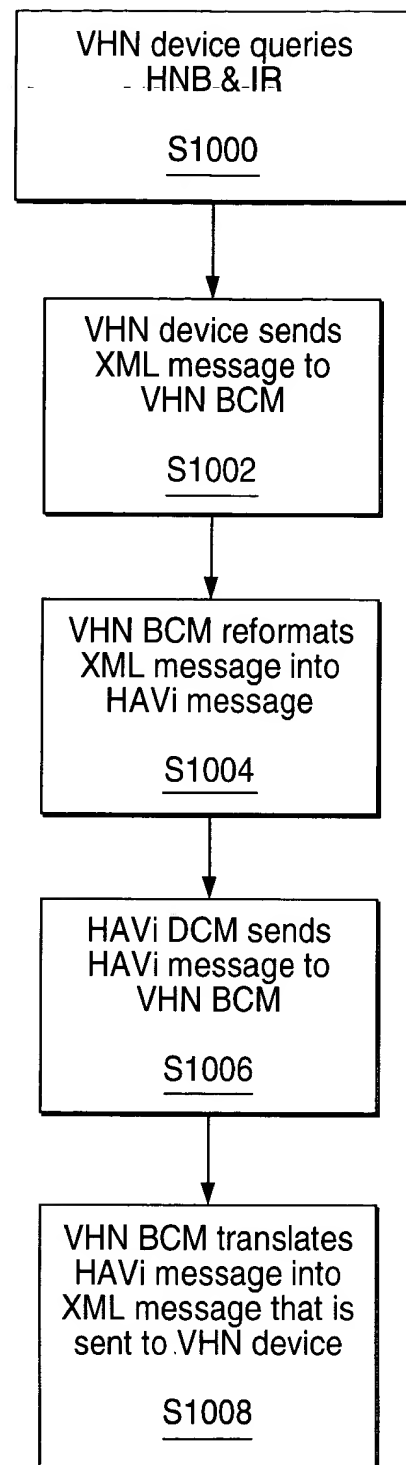 VHN device queries
HNB & IR
S1000
VHN device sends
XML message to
VHN BCM
S1002
VHN BCM reformats
XML message into
HAVi message
S1004
HAVi DCM sends
HAVi message to
VHN BCM
S1006
VHN BCM translates
HAVi message into
XML message that is
sent to VHN device
S1008